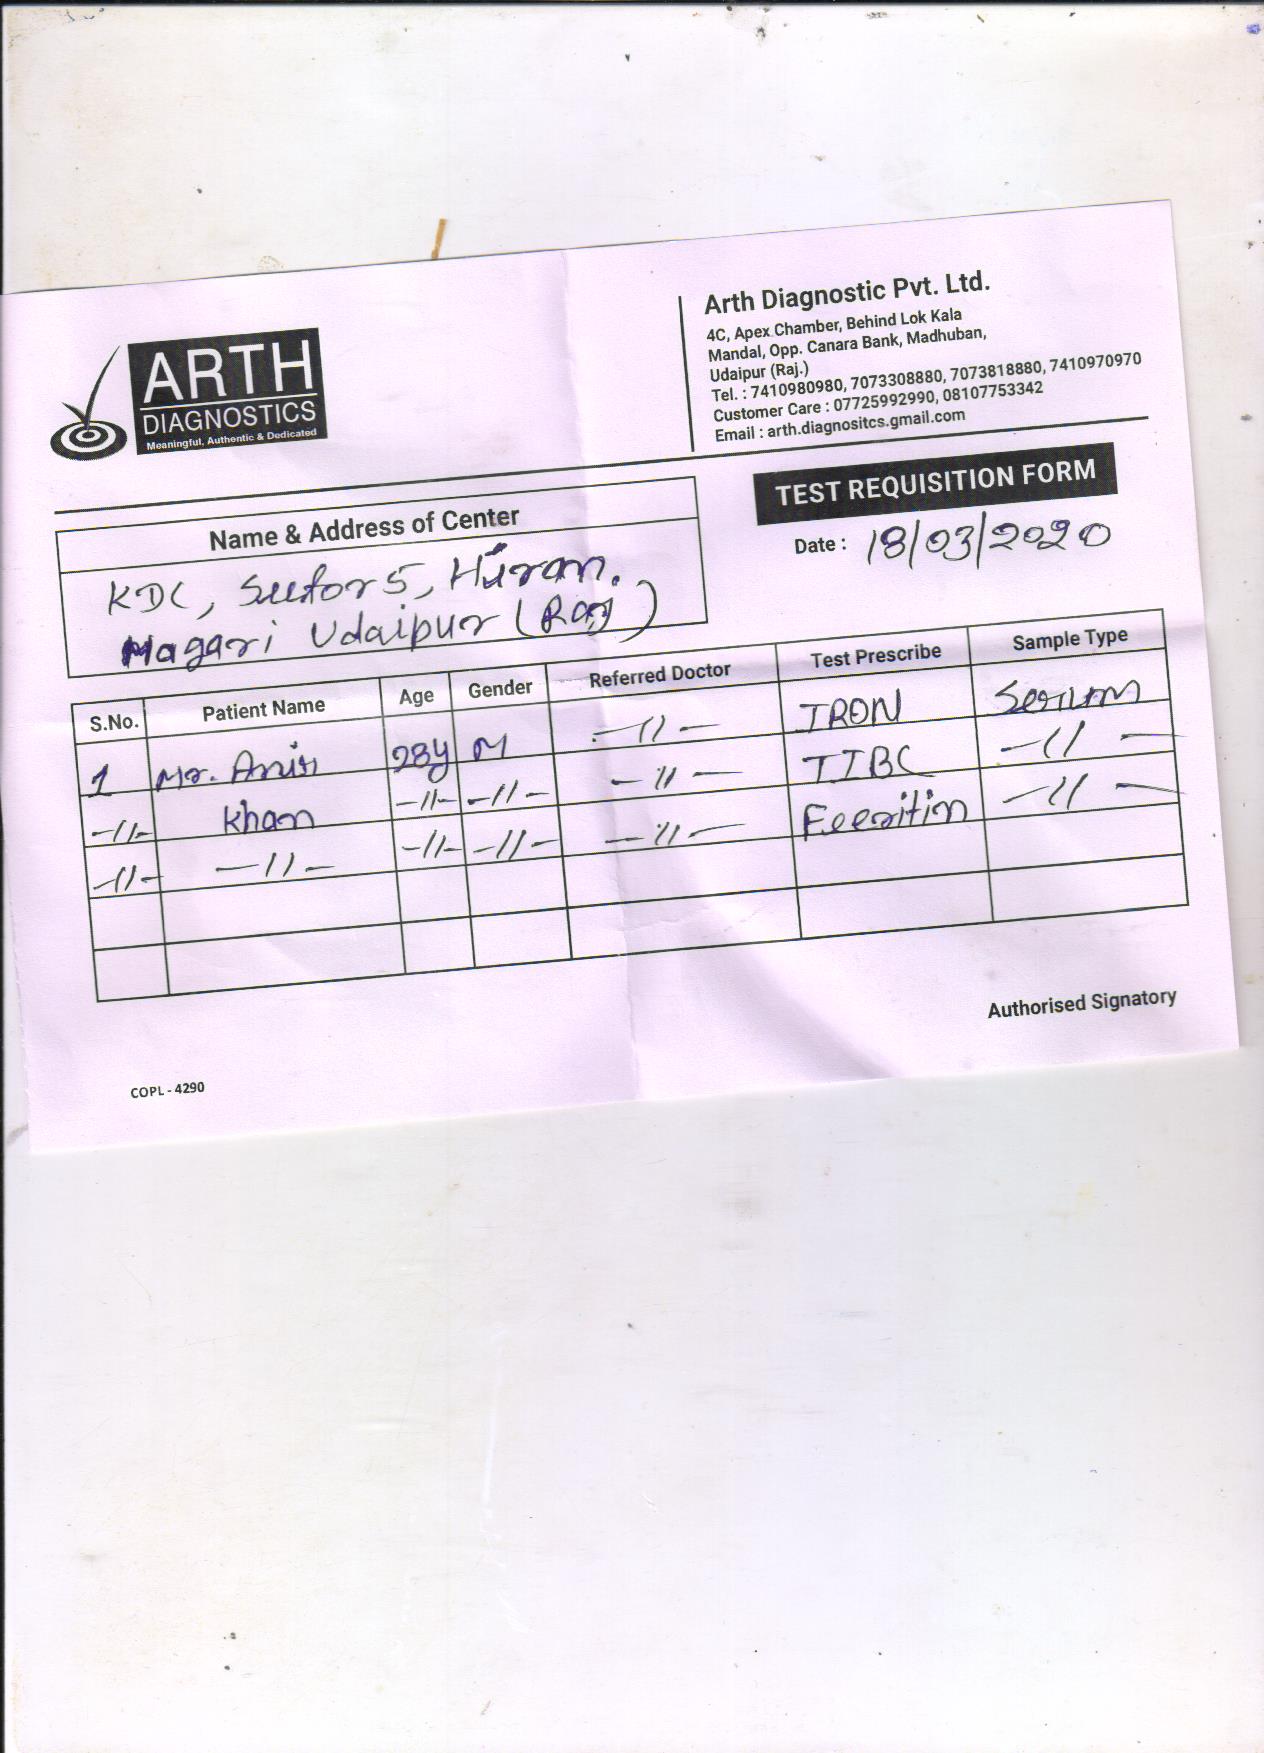 ARTH
DIAGNOSTICS
Meaningful, Authentic & Dedicated
Arth Diagnostic Pvt. Ltd.
4C, Apex Chamber, Behind Lok Kala
Mandal, Opp. Canara Bank, Madhuban,
Udaipur (Raj.)
Tel. : 7410980980, 7073308880, 7073818880, 7410970970
Customer Care : 07725992990, 08107753342
Email : arth.diagnositcs.gmail.com
TEST REQUISITION FORM
Date : 18/03/2020
Name & Address of Center
KDC, Sector 5, Hiran.
Magari Udaipur (Raj)
S.No. Patient Name Age Gender Referred Doctor Test Prescribe Sample Type
1 Mr. 28y M -//- IRON Serum
-//- Khan -//- -//- -//- TIBC -//-
-//- -//- -//- -//- -//- Feeritin -//-
Authorised Signatory
COPL - 4290